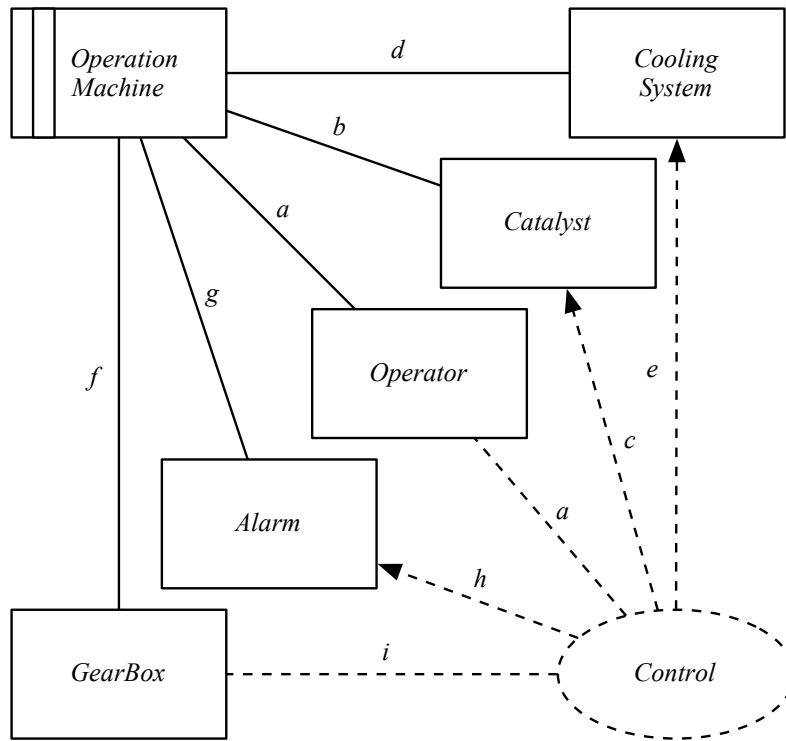 Operation
Machine
d
Cooling
System
b
Catalyst
a
g
Operator
f
e
c
Alarm
a
h
GearBox
i
Control